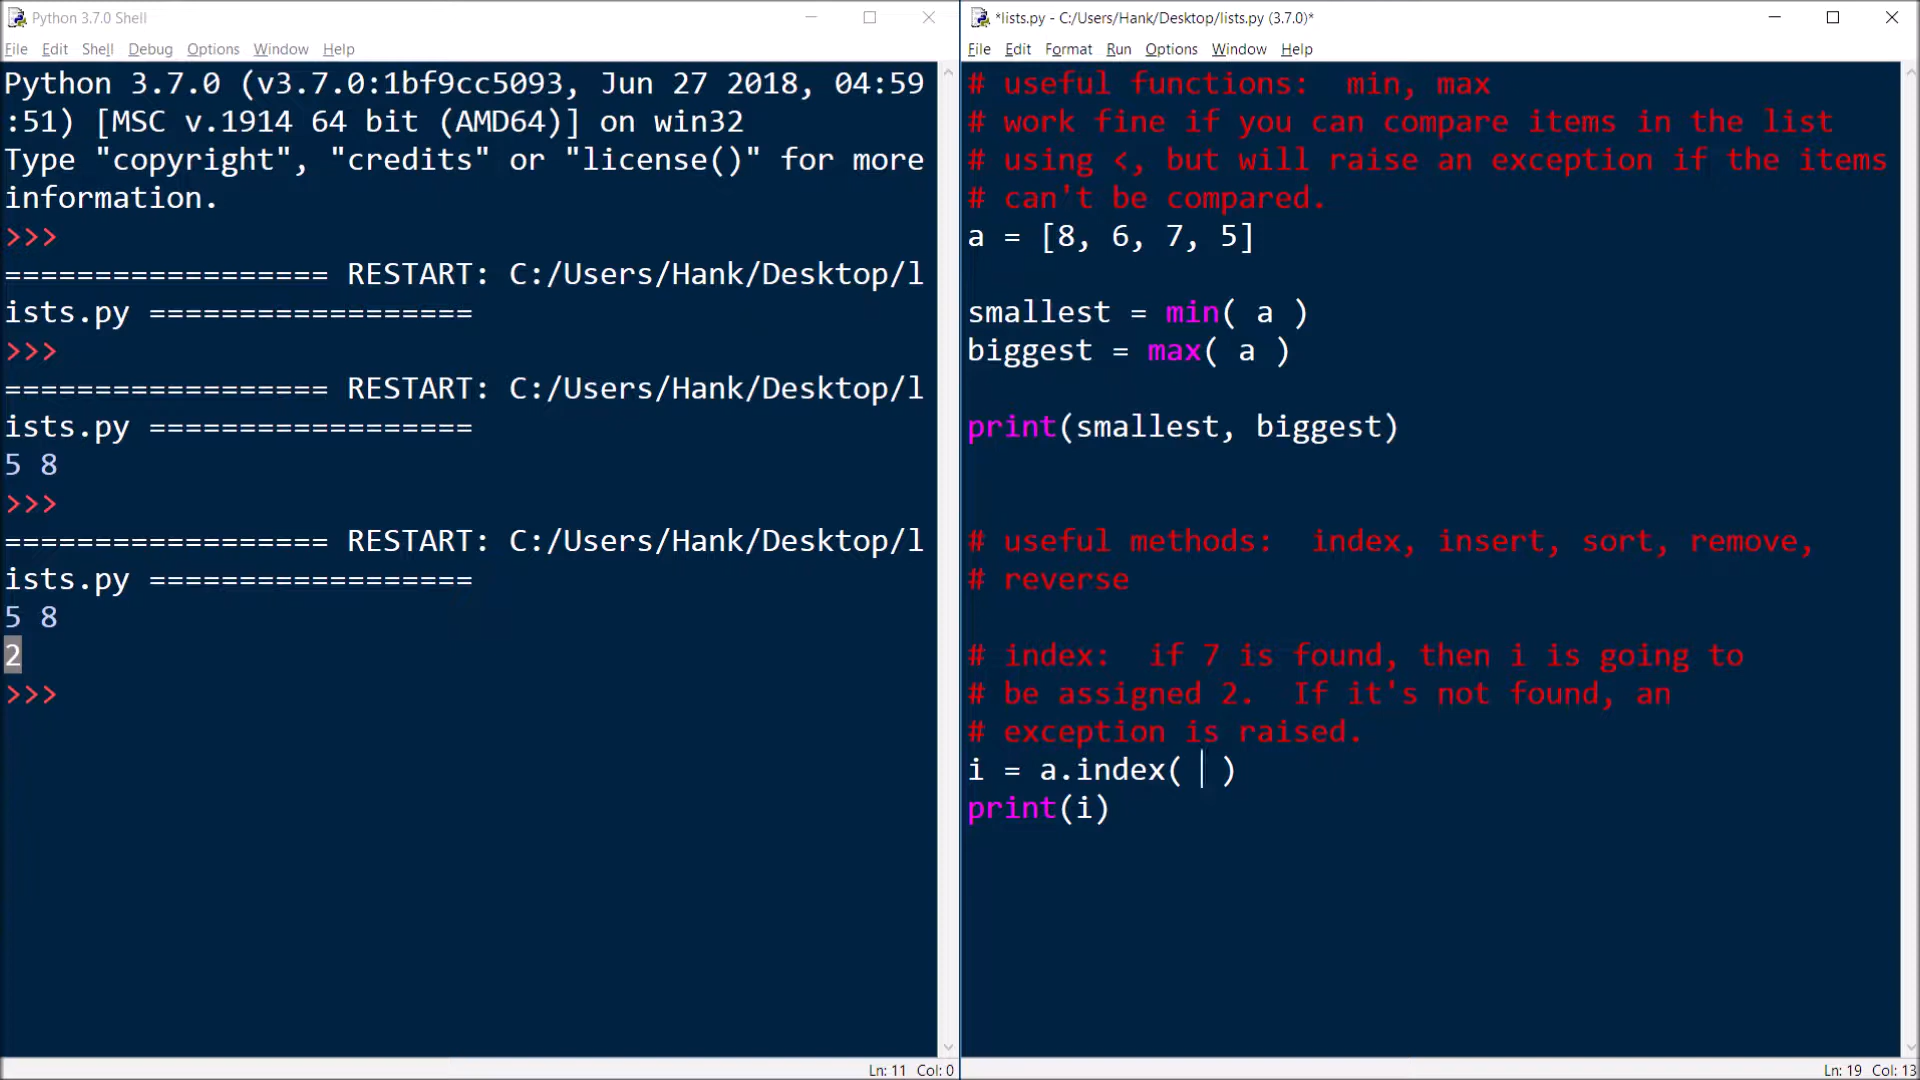 Python 3.7.0 Shell
File Edit Shell Debug Options Window Help
Python 3.7.0 (v3.7.0:1bf9cc5093, Jun 27 2018, 04:59
:51) [MSC v.1914 64 bit (AMD64)] on win32
Type "copyright", "credits" or "license()" for more
information.
>>>
================== RESTART: C:/Users/Hank/Desktop/l
ists.py ==================
>>>
================== RESTART: C:/Users/Hank/Desktop/l
ists.py ==================
5 8
>>>
================== RESTART: C:/Users/Hank/Desktop/l
ists.py ==================
5 8
2
>>>
Ln: 11 Col: 0
*lists.py - C:/Users/Hank/Desktop/lists.py (3.7.0)*
File Edit Format Run Options Window Help
# useful functions:  min, max
# work fine if you can compare items in the list
# using <, but will raise an exception if the items
# can't be compared.
a = [8, 6, 7, 5]
smallest = min( a )
biggest = max( a )
print(smallest, biggest)
# useful methods:  index, insert, sort, remove,
# reverse
# index:  if 7 is found, then i is going to
# be assigned 2.  If it's not found, an
# exception is raised.
i = a.index(  )
print(i)
Ln: 19 Col: 13